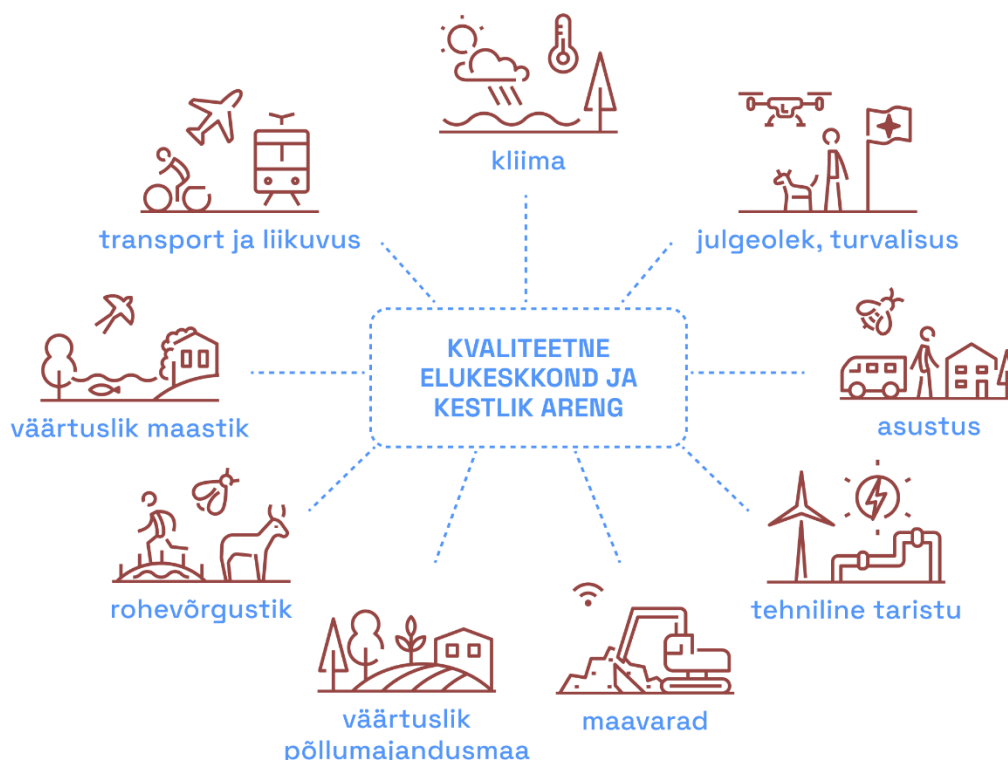 kliima
transport ja liikuvus
julgeolek, turvalisus
KVALITEETNE
ELUKESKKOND JA
KESTLIK ARENG
väärtuslik maastik
asustus
rohevõrgustik
tehniline taristu
väärtuslik
põllumajandusmaa
maavarad